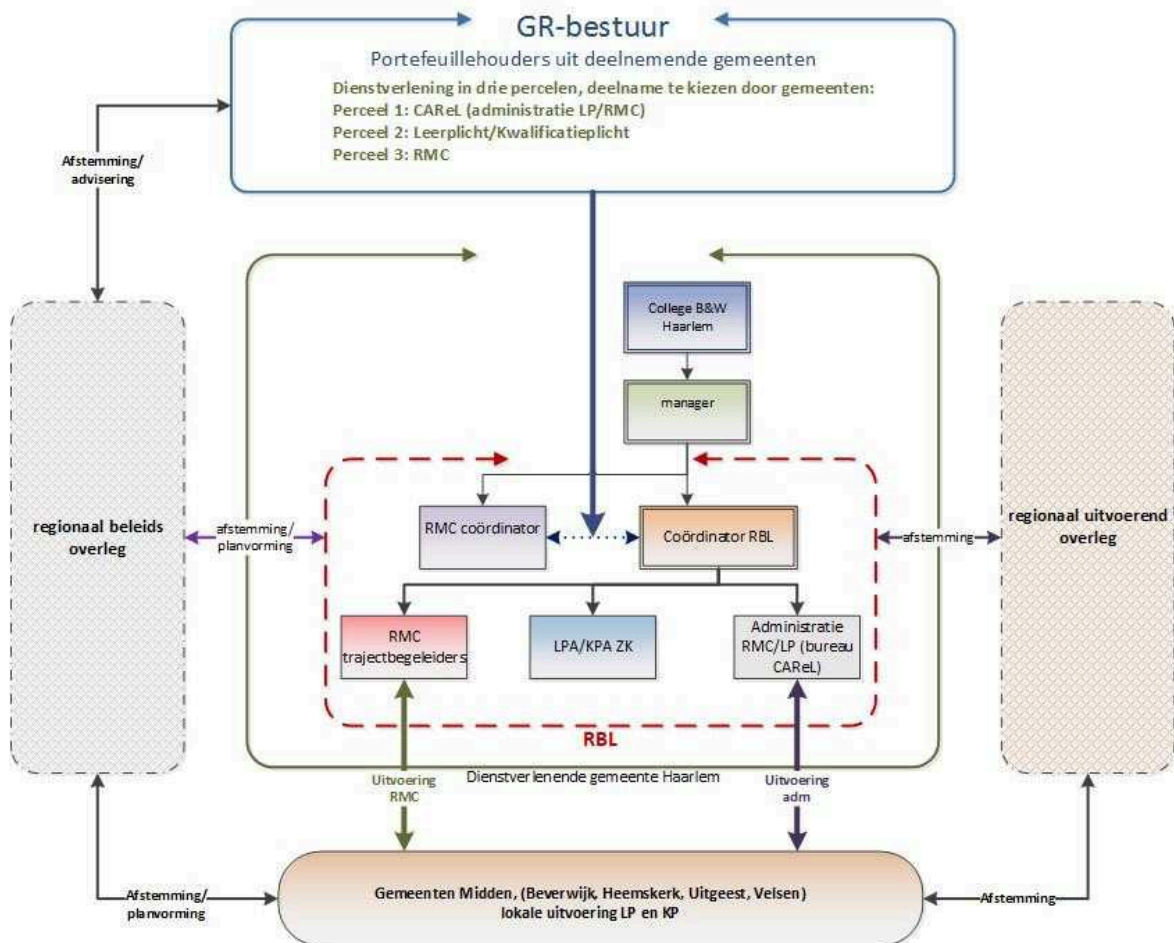 GR-bestuur
Portefeuillehouders uit deelnemende gemeenten
Dienstverlening in drie percelen, deelname te kiezen door gemeenten:
Perceel 1: CAReL (administratie LP/RMC)
Perceel 2: Leerplicht/Kwalificatieplicht
Perceel 3: RMC
Afstemming/
advisering
College B&W
Haarlem
manager
RMC coördinator
Coördinator RBL
regionaal beleids
overleg
afstemming/
planvorming
afstemming
regionaal uitvoerend
overleg
RMC
trajectbegeleiders
LPA/KPA ZK
Administratie
RMC/LP (bureau
CAReL)
RBL
Dienstverlenende gemeente Haarlem
Uitvoering
RMC
Uitvoering
adm
Afstemming/
planvorming
Gemeenten Midden, (Beverwijk, Heemskerk, Uitgeest, Velsen)
lokale uitvoering LP en KP
Afstemming